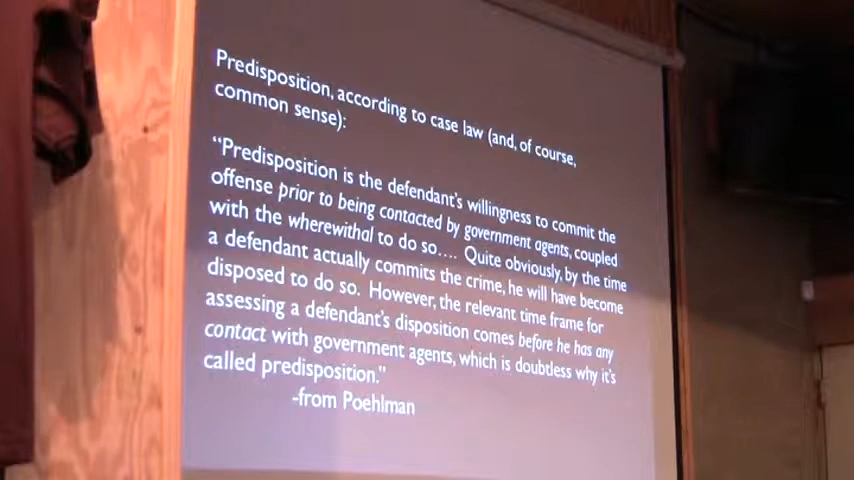 Predisposition, according to case law (and, of course,
common sense):
“Predisposition is the defendant’s willingness to commit the
offense prior to being contacted by government agents, coupled
with the wherewithal to do so.... Quite obviously, by the time
a defendant actually commits the crime, he will have become
disposed to do so. However, the relevant time frame for
assessing a defendant’s disposition comes before he has any
contact with government agents, which is doubtless why it’s
called predisposition.”
-from Poehlman